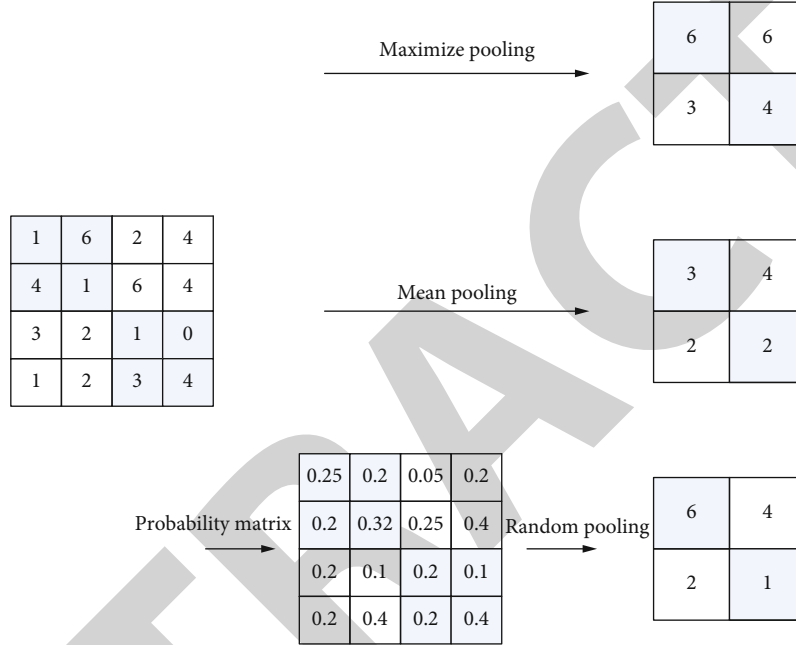 Maximize pooling
6 6
3 4
1 6 2 4
4 1 6 4
3 2 1 0
1 2 3 4
Mean pooling
3 4
2 2
Probability matrix
0.25 0.2 0.05 0.2
0.2 0.32 0.25 0.4
0.2 0.1 0.2 0.1
0.2 0.4 0.2 0.4
Random pooling
6 4
2 1
TRACT